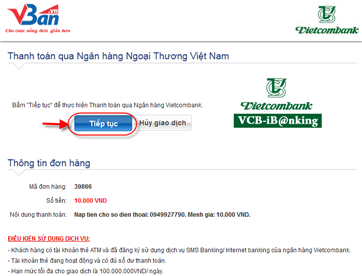 VBan.vn
Cho cuộc sống đơn giản hơn
Vietcombank
Thanh toán qua Ngân hàng Ngoại Thương Việt Nam
Bấm "Tiếp tục" để thực hiện Thanh toán qua Ngân hàng Vietcombank.
Tiếp tục
Hủy giao dịch
Vietcombank
VCB-iB@nking
Thông tin đơn hàng
Mã đơn hàng: 39866
Số tiền: 10.000 VND
Nội dung thanh toán: Nap tien cho so dien thoai: 0949927790. Menh gia: 10.000 VND.
ĐIỀU KIỆN SỬ DỤNG DỊCH VỤ:
- Khách hàng có tài khoản thẻ ATM và đã đăng ký sử dụng dịch vụ SMS Banking/ Internet banking của ngân hàng Vietcombank.
- Tài khoản thẻ đang hoạt động và có đủ số dư thanh toán.
- Hạn mức tối đa cho giao dịch là 100.000.000VND/ ngày.